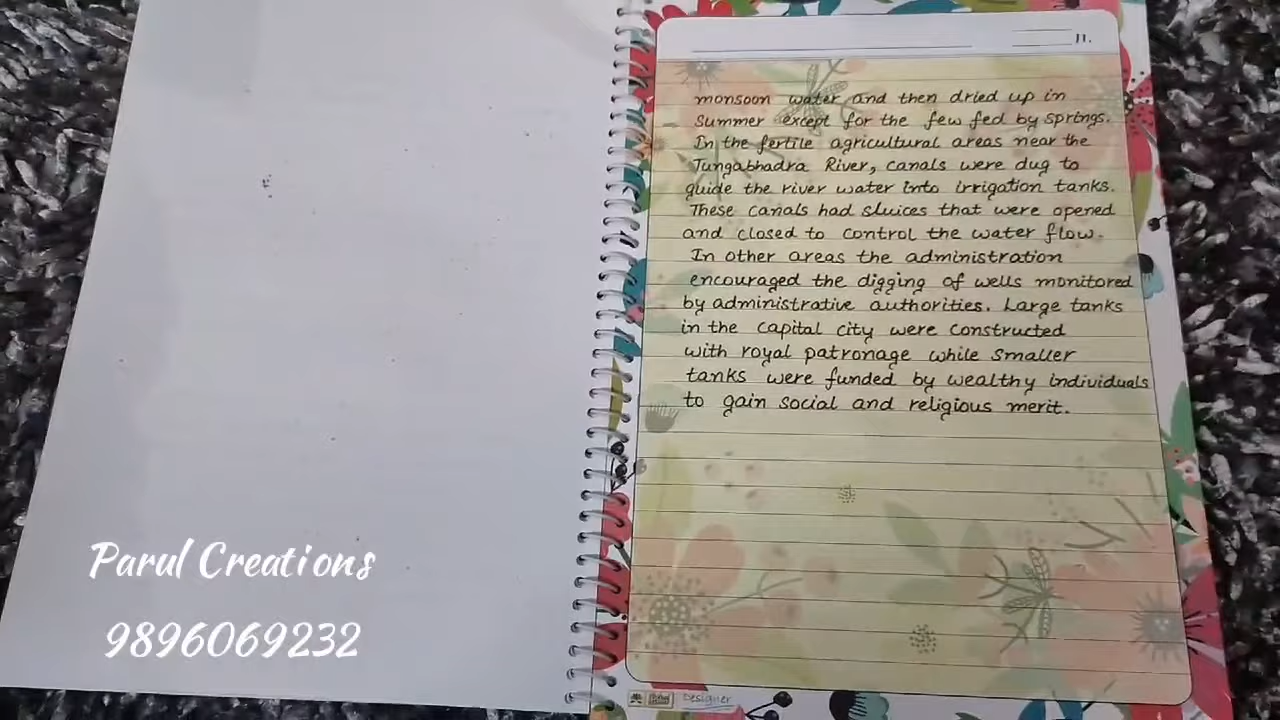 11.
monsoon water and then dried up in
summer except for the few fed by springs.
In the fertile agricultural areas near the
Tungabhadra River, canals were dug to
guide the river water into irrigation tanks.
These canals had sluices that were opened
and closed to control the water flow.
In other areas the administration
encouraged the digging of wells monitored
by administrative authorities. Large tanks
in the capital city were constructed
with royal patronage while smaller
tanks were funded by wealthy individuals
to gain social and religious merit.
Designer
Parul Creations
9896069232